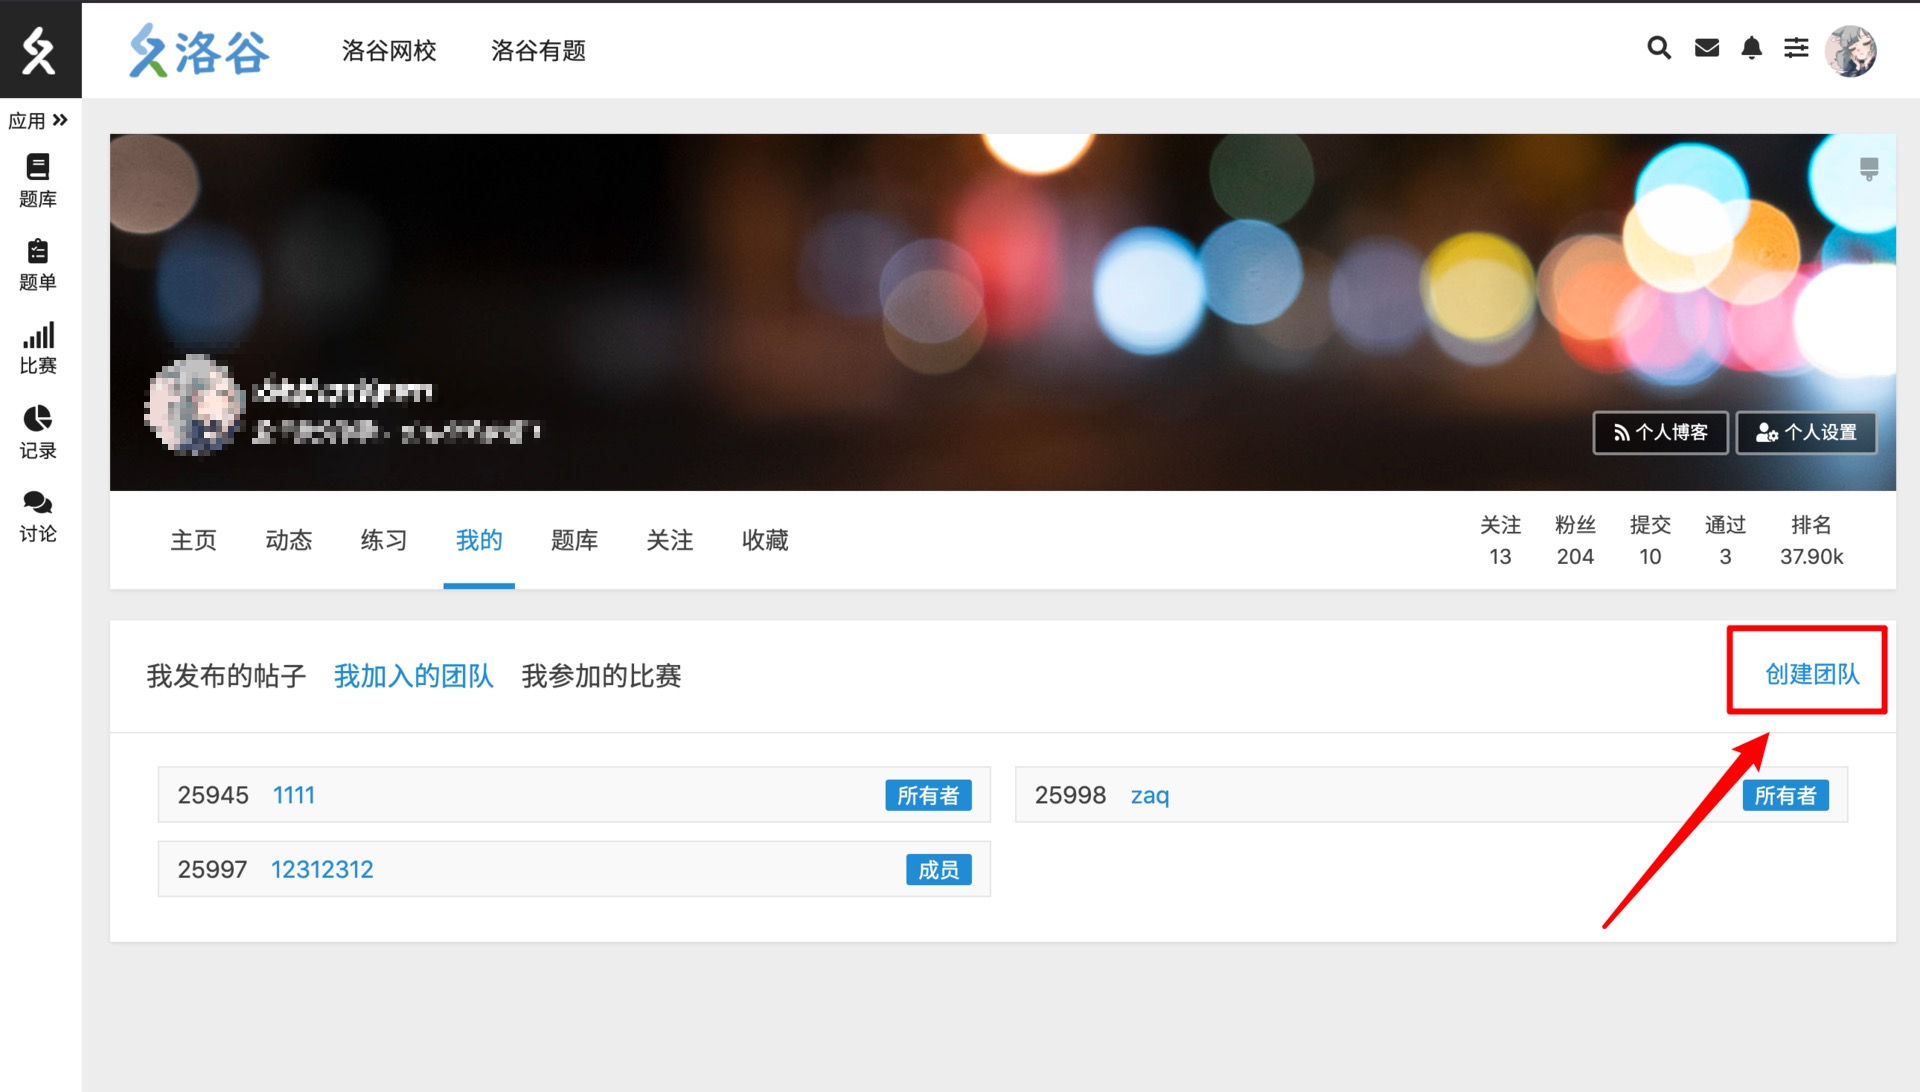 洛谷
洛谷网校
洛谷有题
应用
题库
题单
比赛
记录
讨论
个人博客
个人设置
主页
动态
练习
我的
题库
关注
收藏
关注
13
粉丝
204
提交
10
通过
3
排名
37.90k
我发布的帖子
我加入的团队
我参加的比赛
创建团队
25945 1111 所有者
25998 zaq 所有者
25997 12312312 成员